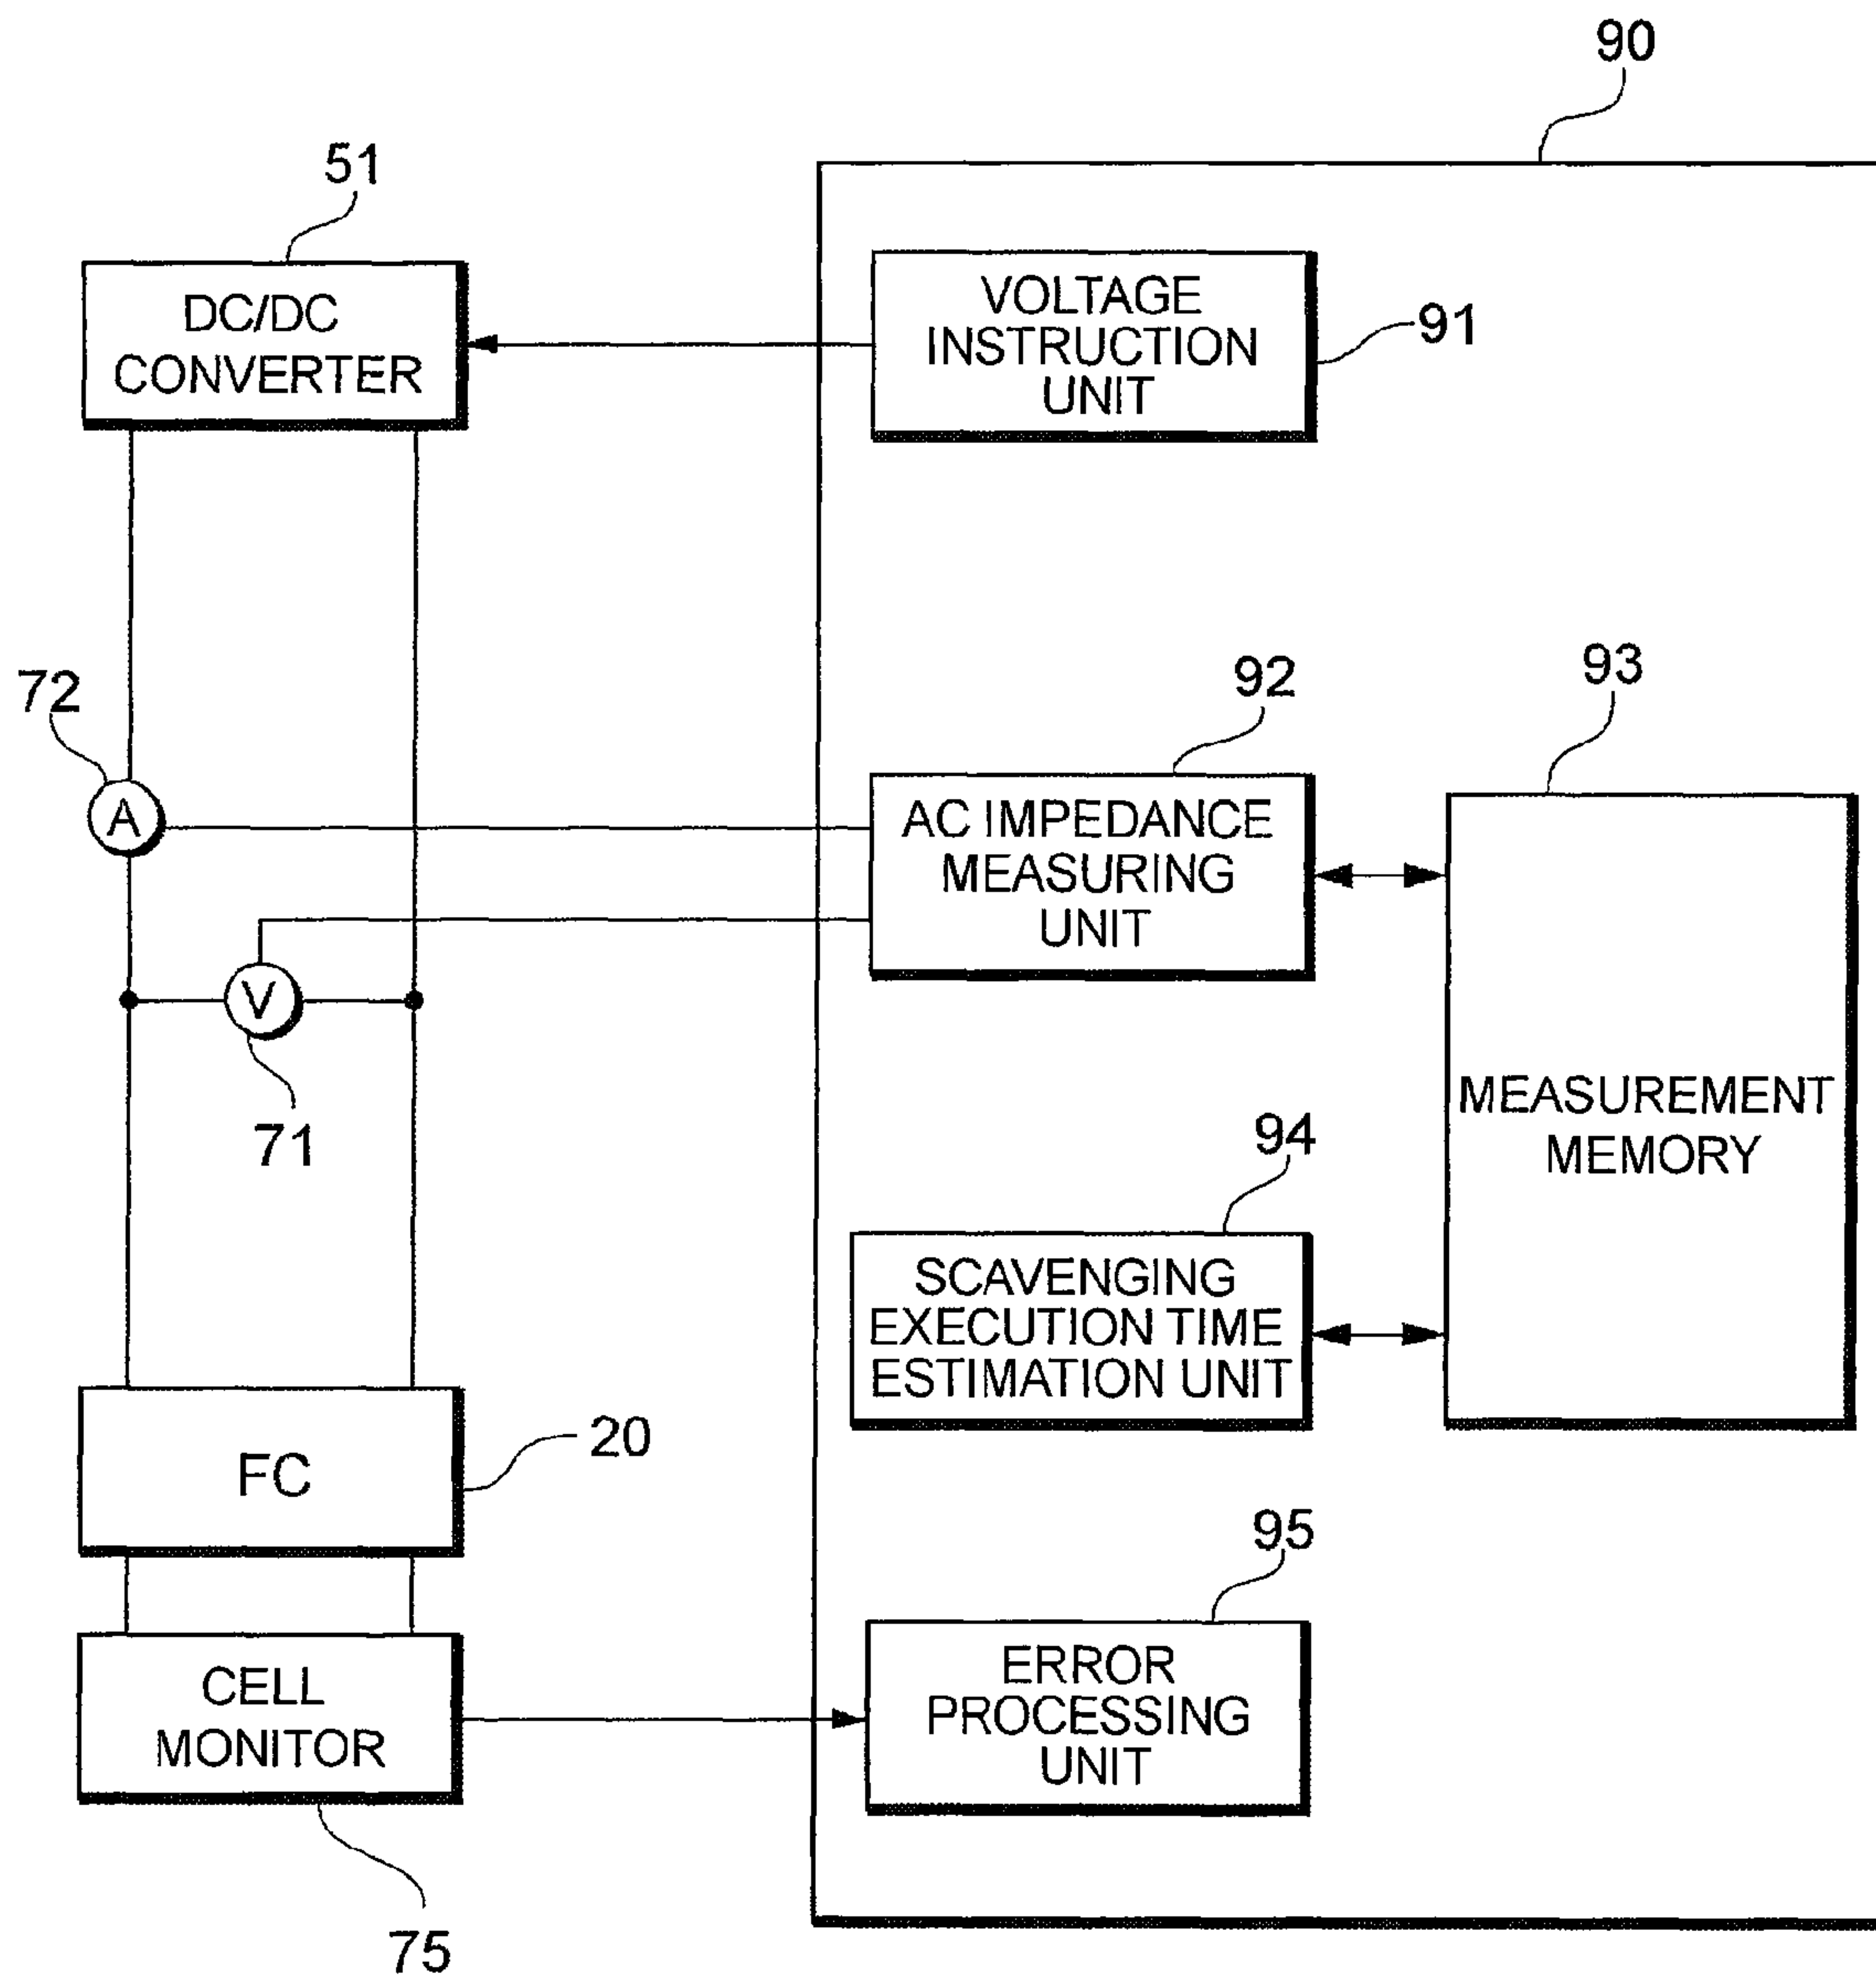 90
51
DC/DC
CONVERTER
VOLTAGE
INSTRUCTION
UNIT
91
72
A
92
93
AC IMPEDANCE
MEASURING
UNIT
V
71
MEASUREMENT
MEMORY
94
SCAVENGING
EXECUTION TIME
ESTIMATION UNIT
FC
20
95
CELL
MONITOR
ERROR
PROCESSING
UNIT
75